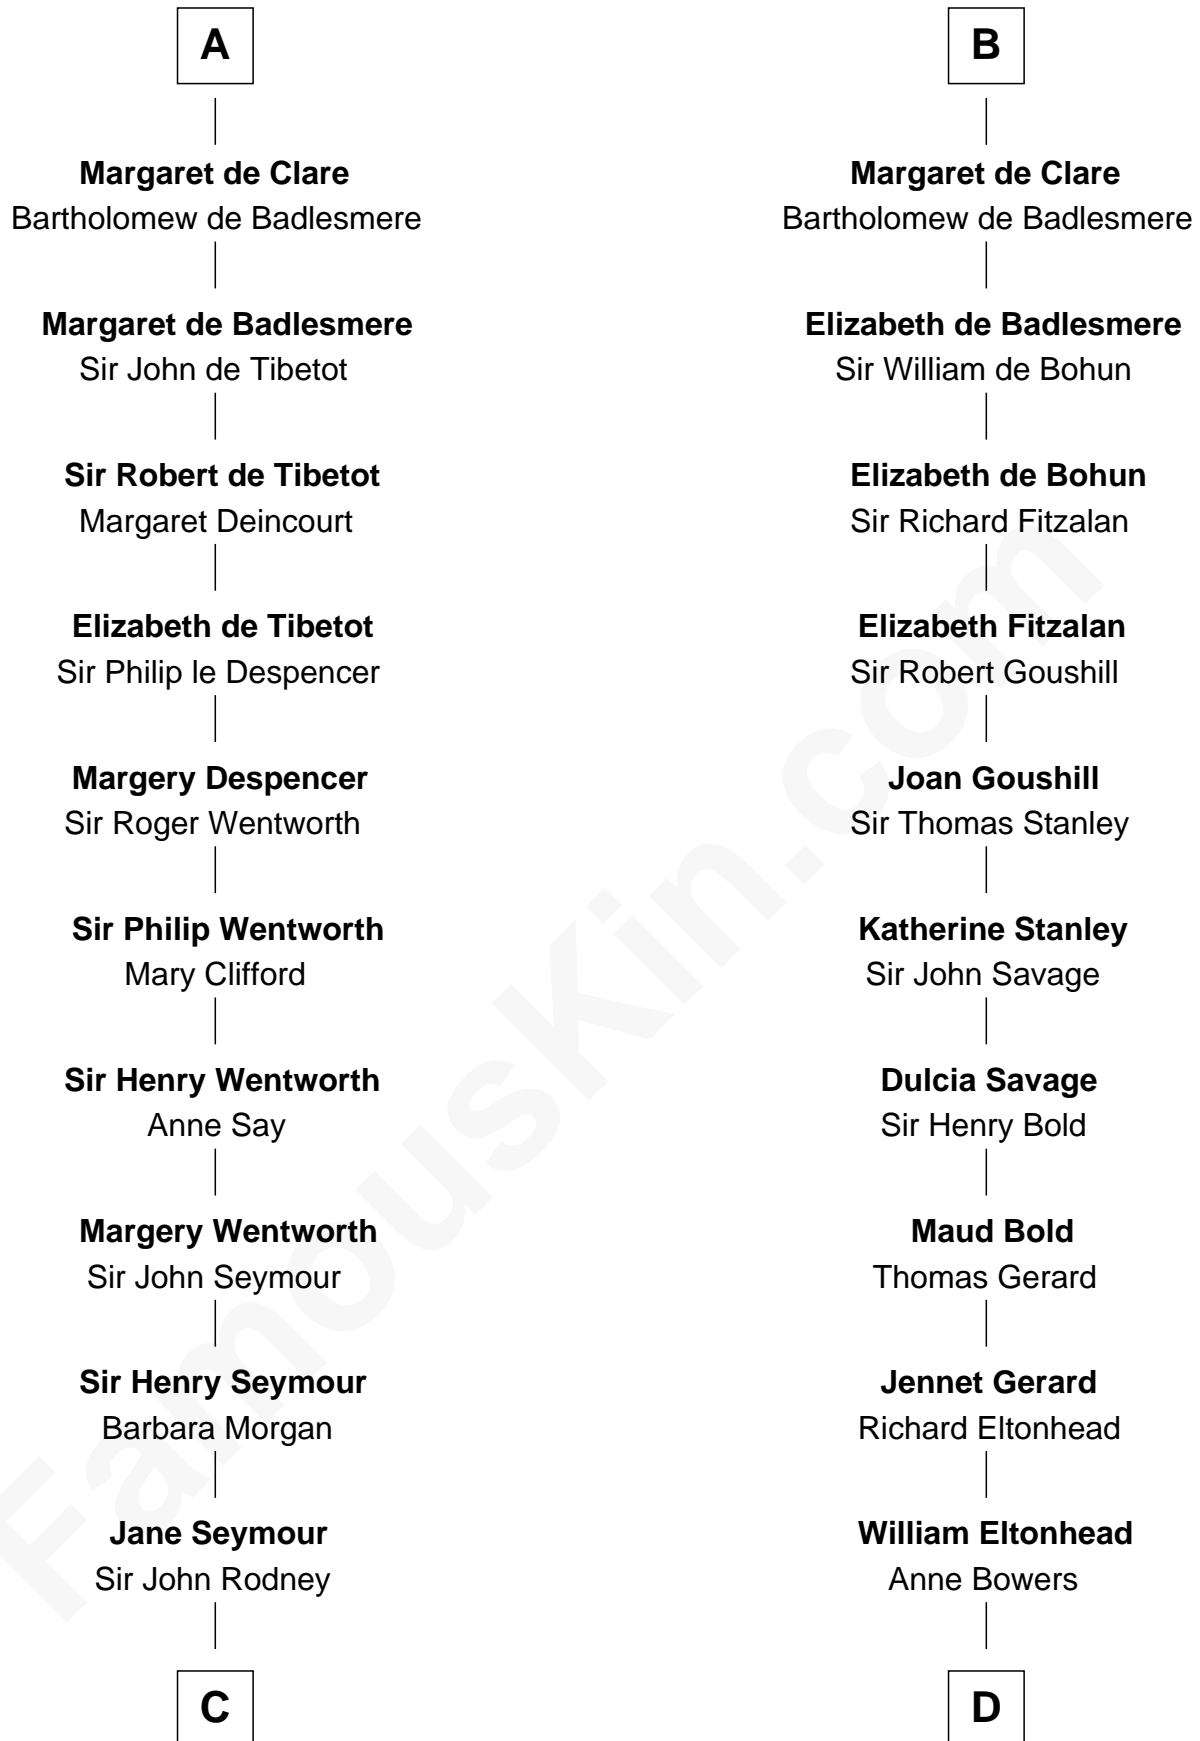 A
Margaret de Clare
Bartholomew de Badlesmere
Margaret de Badlesmere
Sir John de Tibetot
Sir Robert de Tibetot
Margaret Deincourt
Elizabeth de Tibetot
Sir Philip le Despencer
Margery Despencer
Sir Roger Wentworth
Sir Philip Wentworth
Mary Clifford
Sir Henry Wentworth
Anne Say
Margery Wentworth
Sir John Seymour
Sir Henry Seymour
Barbara Morgan
Jane Seymour
Sir John Rodney
C
B
Margaret de Clare
Bartholomew de Badlesmere
Elizabeth de Badlesmere
Sir William de Bohun
Elizabeth de Bohun
Sir Richard Fitzalan
Elizabeth Fitzalan
Sir Robert Goushill
Joan Goushill
Sir Thomas Stanley
Katherine Stanley
Sir John Savage
Dulcia Savage
Sir Henry Bold
Maud Bold
Thomas Gerard
Jennet Gerard
Richard Eltonhead
William Eltonhead
Anne Bowers
D
FamousKin.com